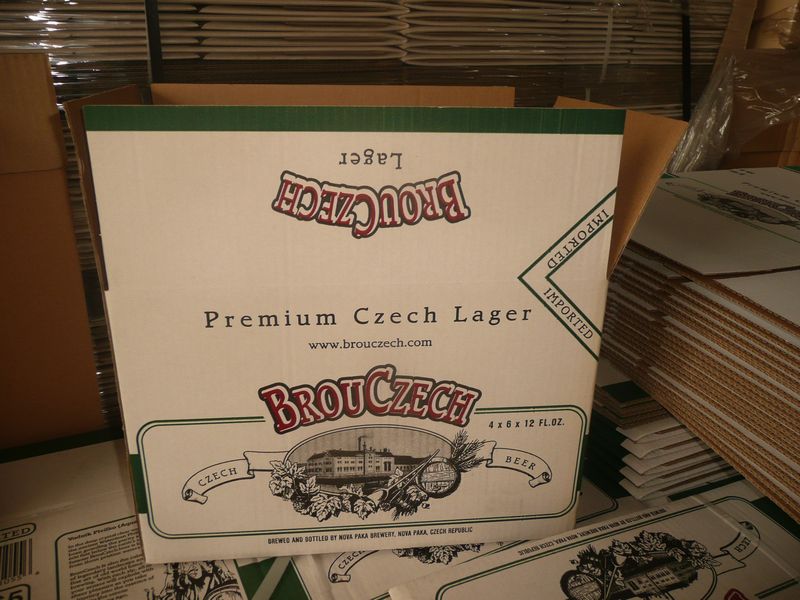 Lager
BROUCZECH
IMPORTED
IMPORTED
Premium Czech Lager
www.brouczech.com
BROUCZECH
4 x 6 x 12 FL.OZ.
CZECH BEER
BREWED AND BOTTLED BY NOVA PAKA BREWERY, NOVA PAKA, CZECH REPUBLIC